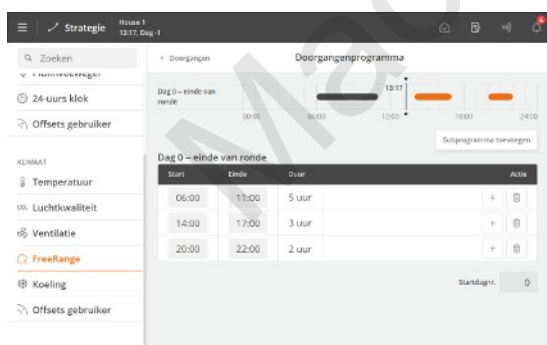 Strategie
House 1
13:17, Dag -1
Zoeken
Pluimveeweger
24-uurs klok
Offsets gebruiker
KLIMAAT
Temperatuur
Luchtkwaliteit
Ventilatie
FreeRange
Koeling
Offsets gebruiker
< Doorgangen
Doorgangenprogramma
Dag 0 – einde van
ronde
13:17
00:00 06:00 12:00 18:00 24:00
Subprogramma toevoegen
Dag 0 – einde van ronde
Start Einde Duur Actie
06:00 11:00 5 uur +
14:00 17:00 3 uur +
20:00 22:00 2 uur +
Startdagnr. 0